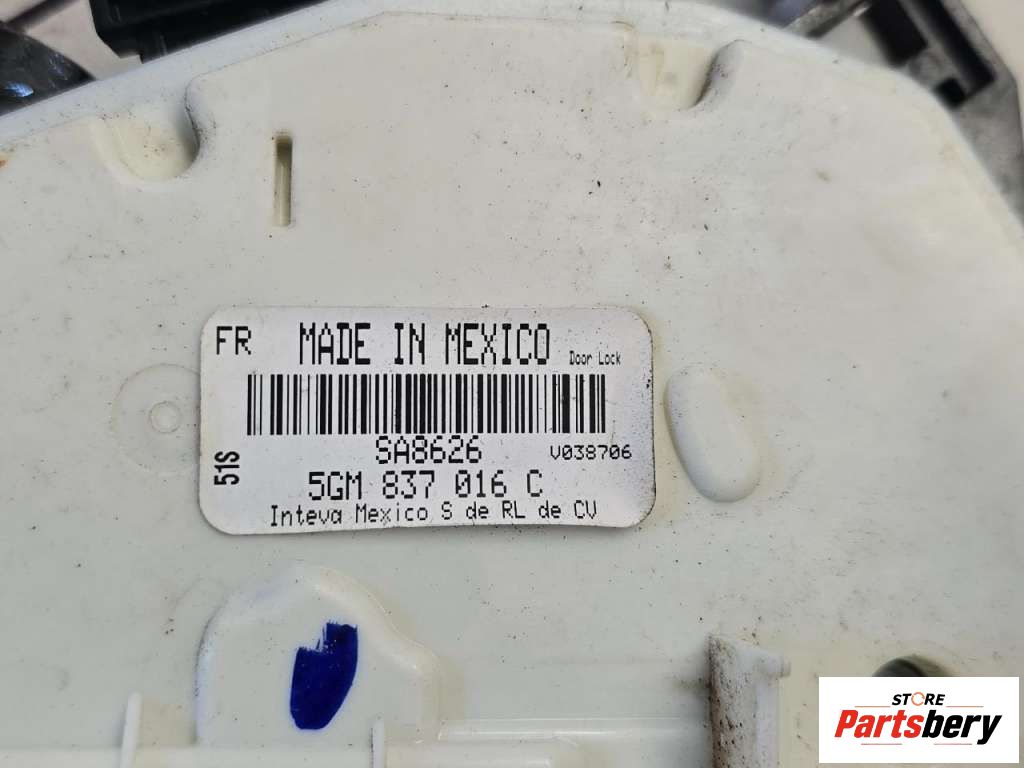 FR MADE IN MEXICO Door Lock
51S
SA8626 V038706
5GM 837 016 C
Inteva Mexico S de RL de CV
STORE
Partsbery